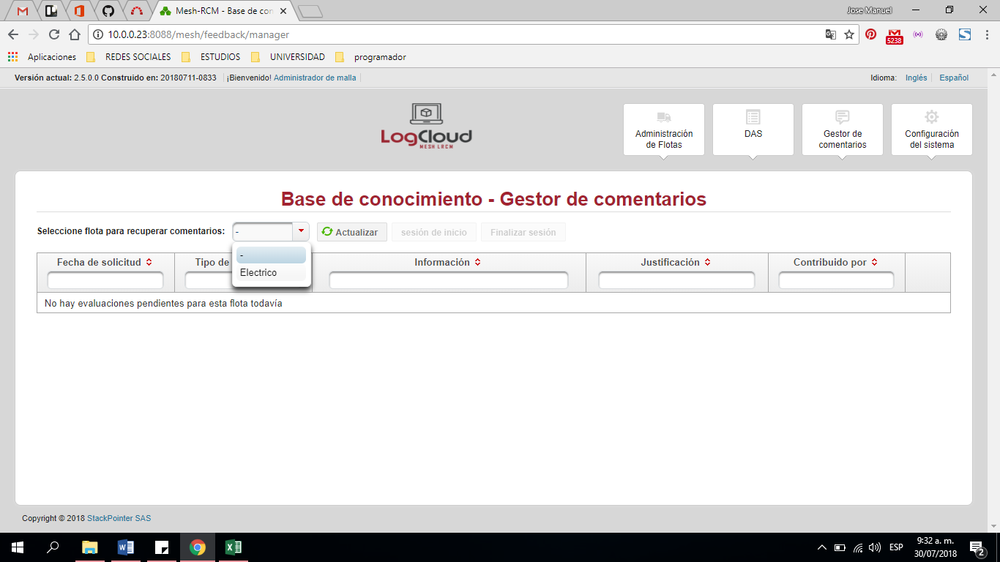 Mesh-RCM - Base de con
Jose Manuel
10.0.0.23:8088/mesh/feedback/manager
5238
Aplicaciones
REDES SOCIALES
ESTUDIOS
UNIVERSIDAD
programador
Versión actual: 2.5.0.0 Construido en: 20180711-0833
¡Bienvenido! Administrador de malla
Idioma:
Inglés
Español
LogCloud
MESH LRCM
Administración
de Flotas
DAS
Gestor de
comentarios
Configuración
del sistema
Base de conocimiento - Gestor de comentarios
Seleccione flota para recuperar comentarios:
-
Actualizar
sesión de inicio
Finalizar sesión
-
Electrico
Fecha de solicitud
Tipo de
Información
Justificación
Contribuido por
No hay evaluaciones pendientes para esta flota todavía
Copyright © 2018 StackPointer SAS
ESP
9:32 a. m.
30/07/2018
2